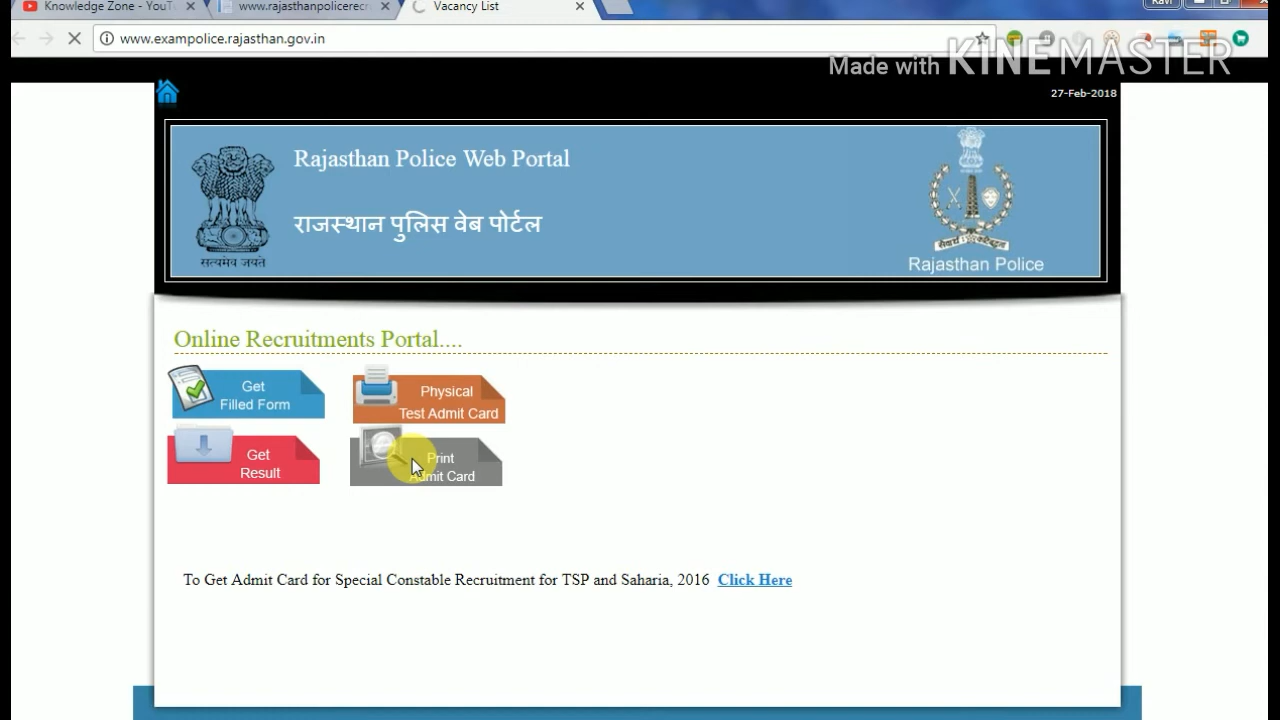 Knowledge Zone - YouT
www.rajasthanpolicerecr
Vacancy List
Ravi
www.exampolice.rajasthan.gov.in
Made with KINEMASTER
27-Feb-2018
Rajasthan Police Web Portal
राजस्थान पुलिस वेब पोर्टल
सत्यमेव जयते
Rajasthan Police
Online Recruitments Portal....
Get
Filled Form
Physical
Test Admit Card
Get
Result
Print
Admit Card
To Get Admit Card for Special Constable Recruitment for TSP and Saharia, 2016 Click Here